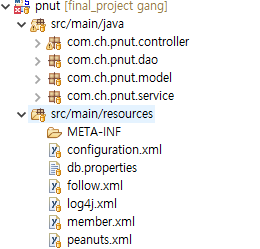 pnut [final_project gang]
src/main/java
com.ch.pnut.controller
com.ch.pnut.dao
com.ch.pnut.model
com.ch.pnut.service
src/main/resources
META-INF
configuration.xml
db.properties
follow.xml
log4j.xml
member.xml
peanuts.xml